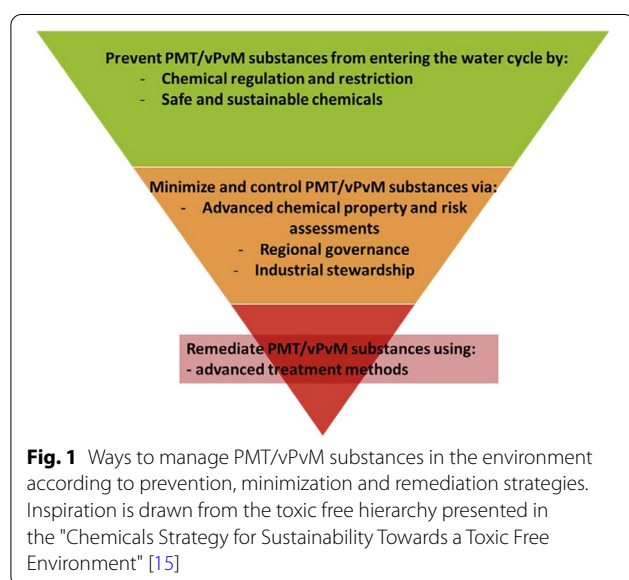 Prevent PMT/vPvM substances from entering the water cycle by:
- Chemical regulation and restriction
- Safe and sustainable chemicals
Minimize and control PMT/vPvM substances via:
- Advanced chemical property and risk
assessments
- Regional governance
- Industrial stewardship
Remediate PMT/vPvM substances using:
- advanced treatment methods
Fig. 1 Ways to manage PMT/vPvM substances in the environment
according to prevention, minimization and remediation strategies.
Inspiration is drawn from the toxic free hierarchy presented in
the "Chemicals Strategy for Sustainability Towards a Toxic Free
Environment" [15]